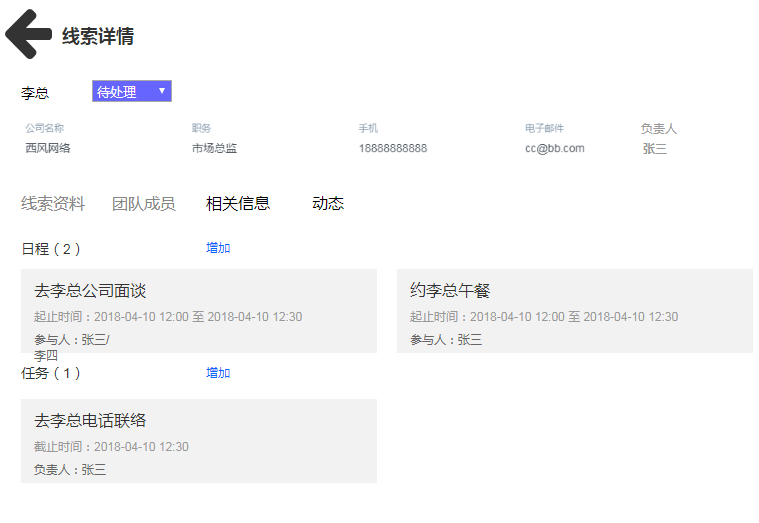 线索详情
李总 待处理
公司名称 职务 手机 电子邮件 负责人
西风网络 市场总监 18888888888 cc@bb.com 张三
线索资料 团队成员 相关信息 动态
日程（2） 增加
去李总公司面谈 约李总午餐
起止时间：2018-04-10 12:00 至 2018-04-10 12:30 起止时间：2018-04-10 12:00 至 2018-04-10 12:30
参与人：张三/ 参与人：张三
李四
任务（1） 增加
去李总电话联络
截止时间：2018-04-10 12:30
负责人：张三